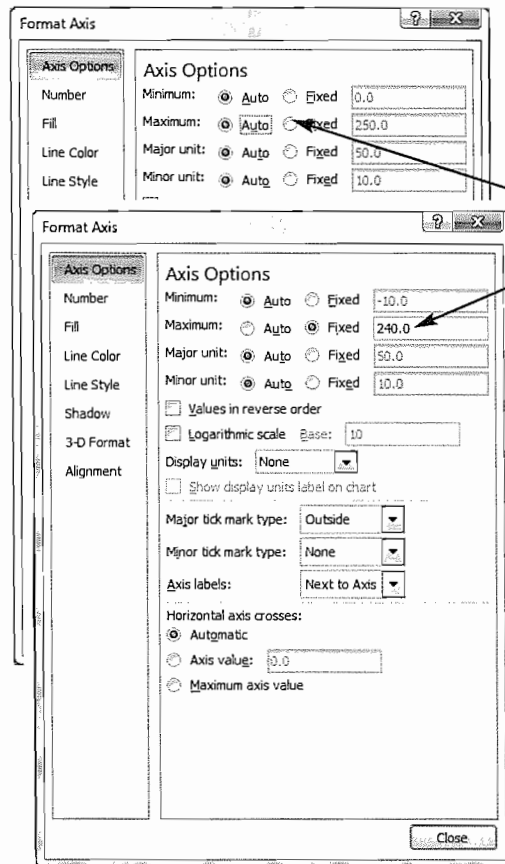 Format Axis
Axis Options
Number
Fill
Line Color
Line Style
Axis Options
Minimum: Auto Fixed 0.0
Maximum: Auto Fixed 250.0
Major unit: Auto Fixed 50.0
Minor unit: Auto Fixed 10.0
Format Axis
Axis Options
Number
Fill
Line Color
Line Style
Shadow
3-D Format
Alignment
Axis Options
Minimum: Auto Fixed -10.0
Maximum: Auto Fixed 240.0
Major unit: Auto Fixed 50.0
Minor unit: Auto Fixed 10.0
Values in reverse order
Logarithmic scale Base: 10
Display units: None
Show display units label on chart
Major tick mark type: Outside
Minor tick mark type: None
Axis labels: Next to Axis
Horizontal axis crosses:
Automatic
Axis value: 0.0
Maximum axis value
Close